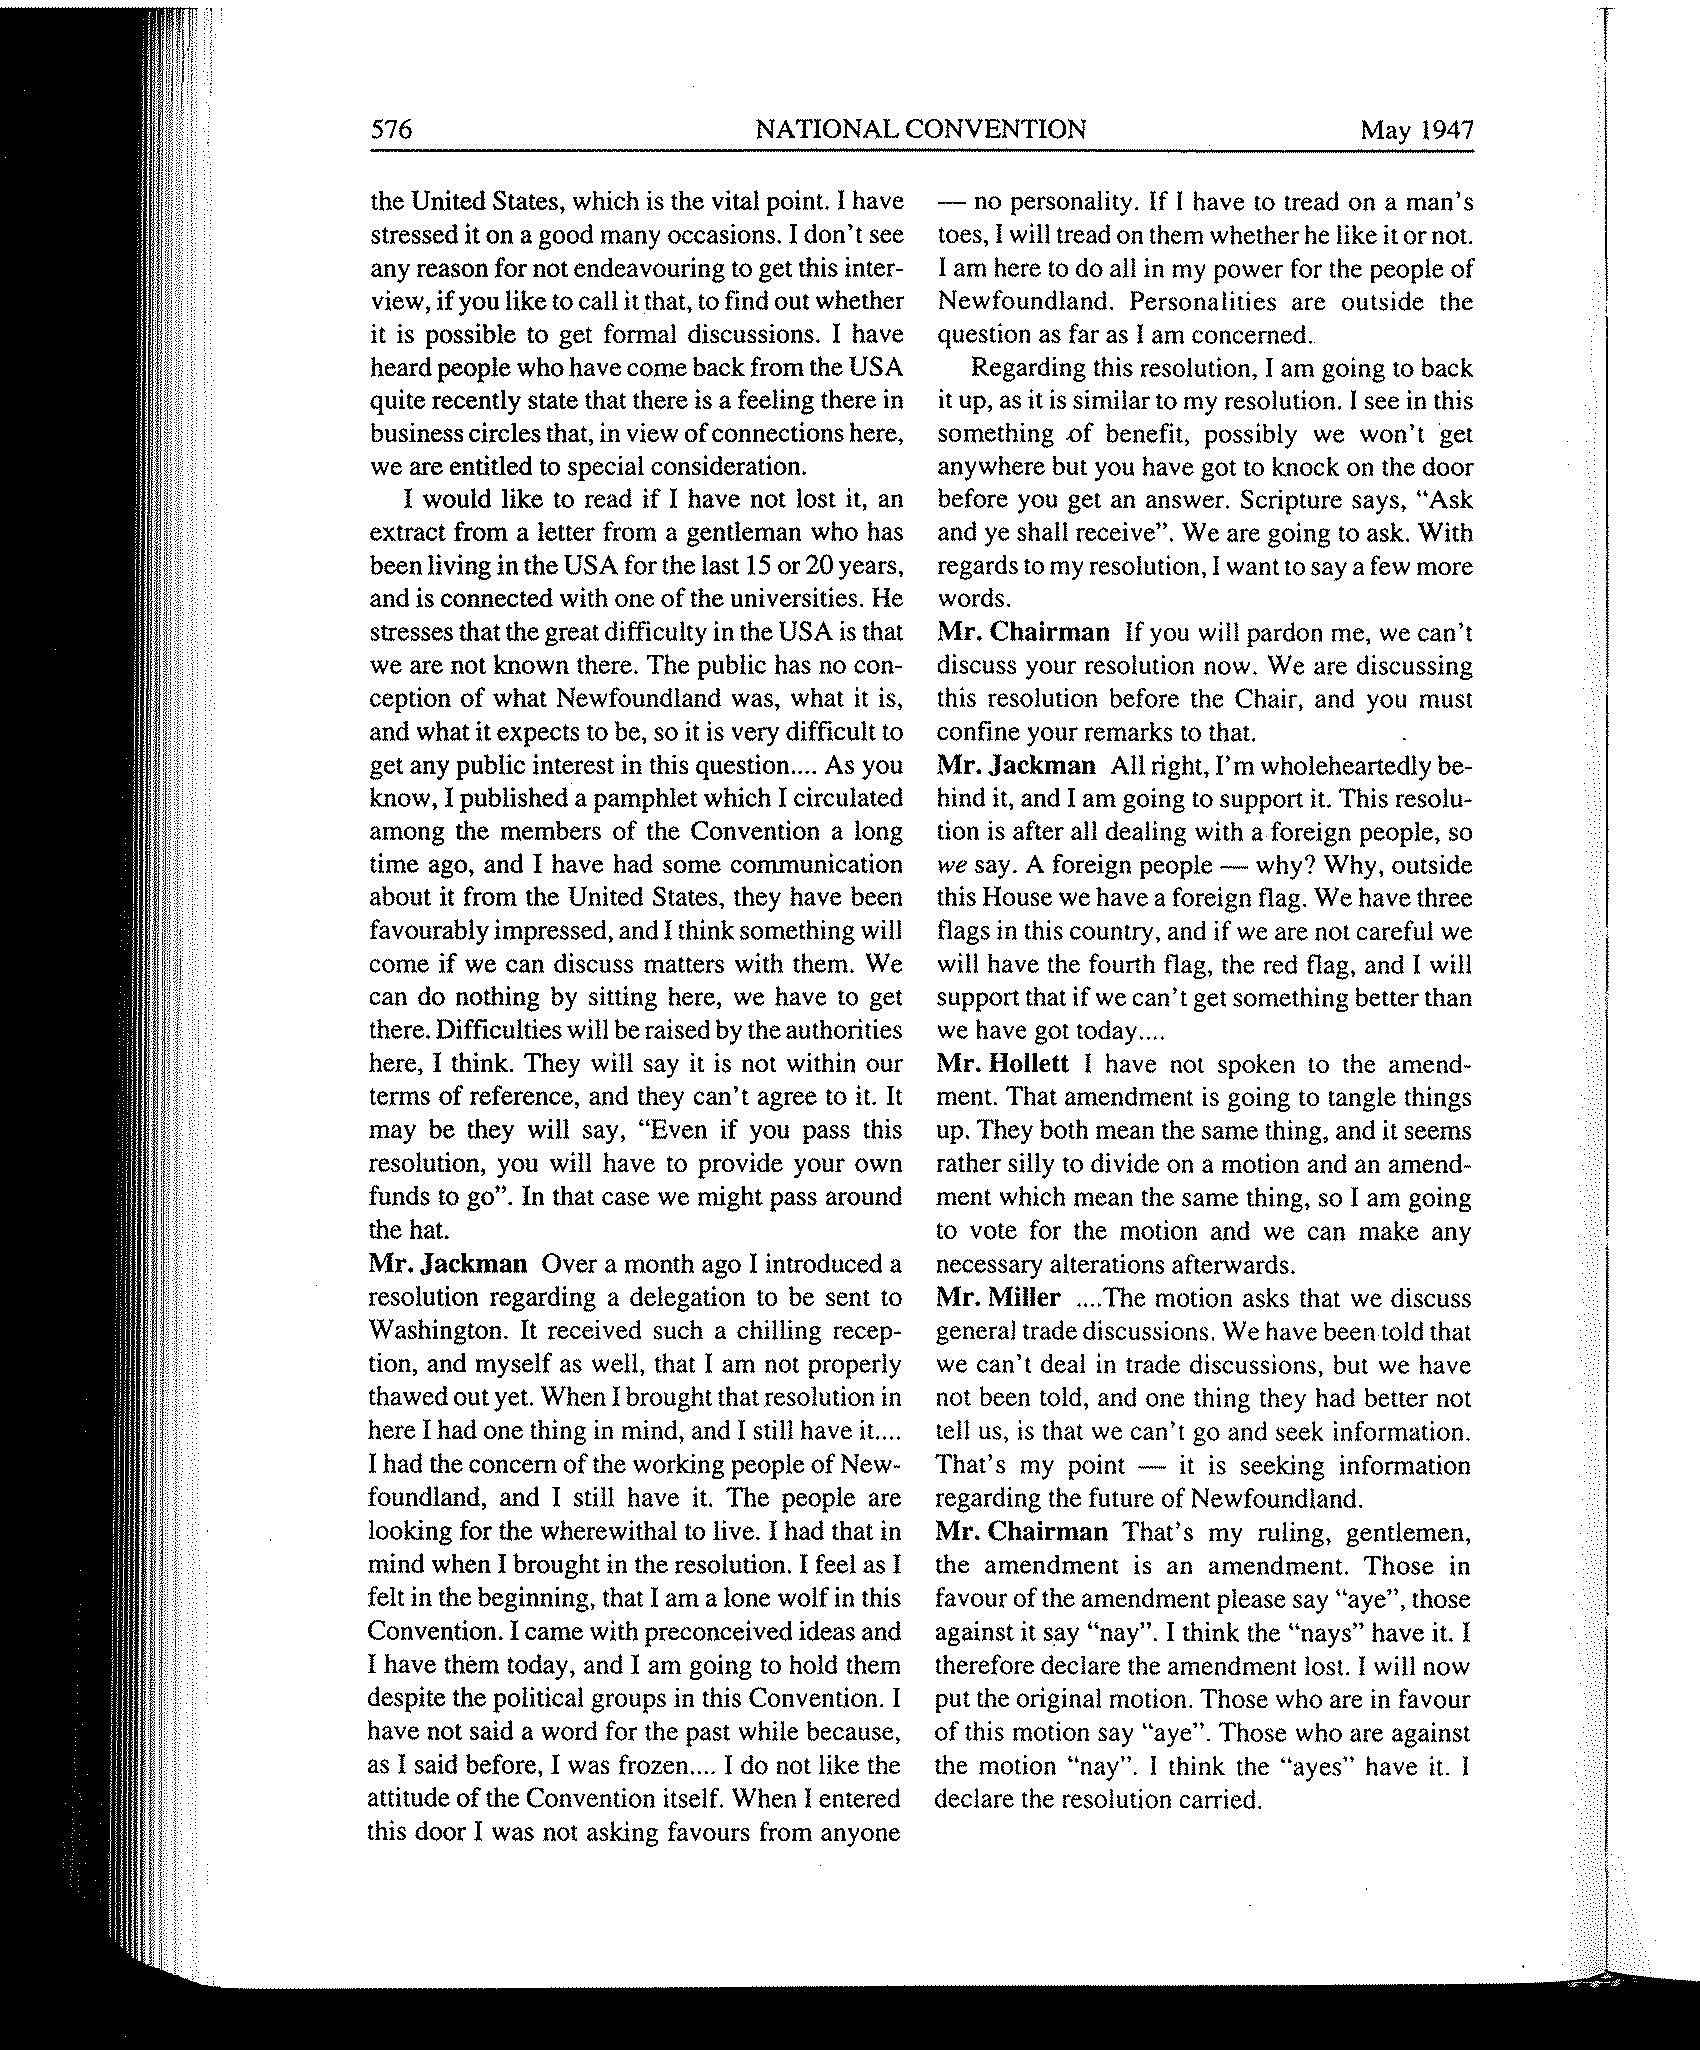 576 NATIONAL CONVENTION May 1947
the United States, which is the vital point. I have
stressed it on a good many occasions. I don't see
any reason for not endeavouring to get this inter-
view, if you like to call it that, to find out whether
it is possible to get formal discussions. I have
heard people who have come back from the USA
quite recently state that there is a feeling there in
business circles that, in view of connections here,
we are entitled to special consideration.
I would like to read if I have not lost it, an
extract from a letter from a gentleman who has
been living in the USA for the last 15 or 20 years,
and is connected with one of the universities. He
stresses that the great difficulty in the USA is that
we are not known there. The public has no con-
ception of what Newfoundland was, what it is,
and what it expects to be, so it is very difficult to
get any public interest in this question.... As you
know, I published a pamphlet which I circulated
among the members of the Convention a long
time ago, and I have had some communication
about it from the United States, they have been
favourably impressed, and I think something will
come if we can discuss matters with them. We
can do nothing by sitting here, we have to get
there. Difficulties will be raised by the authorities
here, I think. They will say it is not within our
terms of reference, and they can't agree to it. It
may be they will say, "Even if you pass this
resolution, you will have to provide your own
funds to go". In that case we might pass around
the hat.
Mr. Jackman Over a month ago I introduced a
resolution regarding a delegation to be sent to
Washington. It received such a chilling recep-
tion, and myself as well, that I am not properly
thawed out yet. When I brought that resolution in
here I had one thing in mind, and I still have it....
I had the concern of the working people of New-
foundland, and I still have it. The people are
looking for the wherewithal to live. I had that in
mind when I brought in the resolution. I feel as I
felt in the beginning, that I am a lone wolf in this
Convention. I came with preconceived ideas and
I have them today, and I am going to hold them
despite the political groups in this Convention. I
have not said a word for the past while because,
as I said before, I was frozen.... I do not like the
attitude of the Convention itself. When I entered
this door I was not asking favours from anyone
— no personality. If I have to tread on a man's
toes, I will tread on them whether he like it or not.
I am here to do all in my power for the people of
Newfoundland. Personalities are outside the
question as far as I am concerned.
Regarding this resolution, I am going to back
it up, as it is similar to my resolution. I see in this
something of benefit, possibly we won't get
anywhere but you have got to knock on the door
before you get an answer. Scripture says, "Ask
and ye shall receive". We are going to ask. With
regards to my resolution, I want to say a few more
words.
Mr. Chairman If you will pardon me, we can't
discuss your resolution now. We are discussing
this resolution before the Chair, and you must
confine your remarks to that.
Mr. Jackman All right, I'm wholeheartedly be-
hind it, and I am going to support it. This resolu-
tion is after all dealing with a foreign people, so
we say. A foreign people — why? Why, outside
this House we have a foreign flag. We have three
flags in this country, and if we are not careful we
will have the fourth flag, the red flag, and I will
support that if we can't get something better than
we have got today....
Mr. Hollett I have not spoken to the amend-
ment. That amendment is going to tangle things
up. They both mean the same thing, and it seems
rather silly to divide on a motion and an amend-
ment which mean the same thing, so I am going
to vote for the motion and we can make any
necessary alterations afterwards.
Mr. Miller ....The motion asks that we discuss
general trade discussions. We have been told that
we can't deal in trade discussions, but we have
not been told, and one thing they had better not
tell us, is that we can't go and seek information.
That's my point — it is seeking information
regarding the future of Newfoundland.
Mr. Chairman That's my ruling, gentlemen,
the amendment is an amendment. Those in
favour of the amendment please say "aye", those
against it say "nay". I think the "nays" have it. I
therefore declare the amendment lost. I will now
put the original motion. Those who are in favour
of this motion say "aye". Those who are against
the motion "nay". I think the "ayes" have it. I
declare the resolution carried.